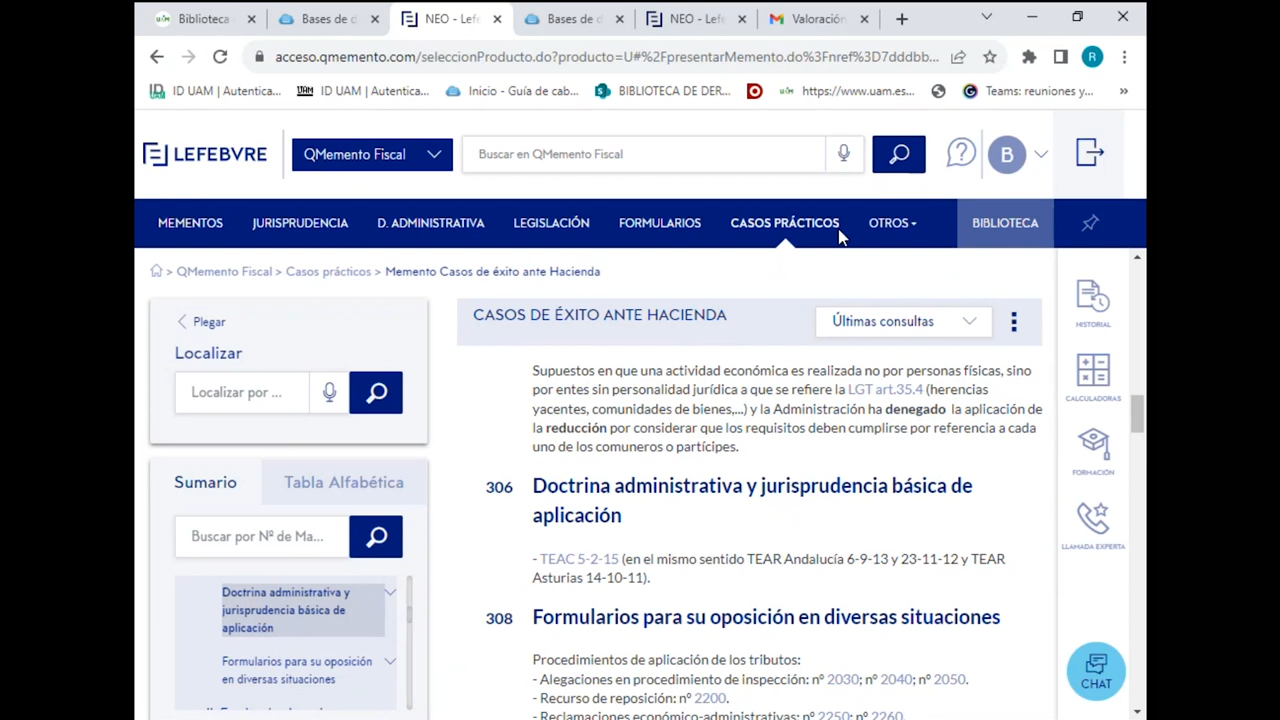 Biblioteca
Bases de d
NEO - Lefe
Bases de d
NEO - Lefe
Valoración
acceso.qmemento.com/seleccionProducto.do?producto=U#%2FpresentarMemento.do%3Fnref%3D7dddbb...
R
ID UAM | Autentica...
ID UAM | Autentica...
Inicio - Guía de cab...
BIBLIOTECA DE DER...
https://www.uam.es...
Teams: reuniones y...
»
LEFEBVRE
QMemento Fiscal
Buscar en QMemento Fiscal
B
MEMENTOS
JURISPRUDENCIA
D. ADMINISTRATIVA
LEGISLACIÓN
FORMULARIOS
CASOS PRÁCTICOS
OTROS
BIBLIOTECA
> QMemento Fiscal > Casos prácticos > Memento Casos de éxito ante Hacienda
Plegar
Localizar
Localizar por ...
Sumario
Tabla Alfabética
Buscar por Nº de Ma...
Doctrina administrativa y
jurisprudencia básica de
aplicación
Formularios para su oposición
en diversas situaciones
CASOS DE ÉXITO ANTE HACIENDA
Últimas consultas
Supuestos en que una actividad económica es realizada no por personas físicas, sino
por entes sin personalidad jurídica a que se refiere la LGT art.35.4 (herencias
yacentes, comunidades de bienes,...) y la Administración ha denegado la aplicación de
la reducción por considerar que los requisitos deben cumplirse por referencia a cada
uno de los comuneros o partícipes.
306 Doctrina administrativa y jurisprudencia básica de
aplicación
- TEAC 5-2-15 (en el mismo sentido TEAR Andalucía 6-9-13 y 23-11-12 y TEAR
Asturias 14-10-11).
308 Formularios para su oposición en diversas situaciones
Procedimientos de aplicación de los tributos:
- Alegaciones en procedimiento de inspección: nº 2030; nº 2040; nº 2050.
- Recurso de reposición: nº 2200.
- Reclamaciones económico-administrativas: nº 2250; nº 2260.
HISTORIAL
CALCULADORAS
FORMACIÓN
LLAMADA EXPERTA
CHAT